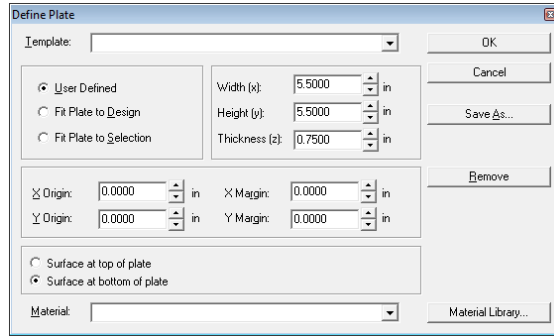 Define Plate
Template:
OK
Cancel
Save As...
Remove
User Defined
Fit Plate to Design
Fit Plate to Selection
Width (x): 5.5000 in
Height (y): 5.5000 in
Thickness (z): 0.7500 in
X Origin: 0.0000 in X Margin: 0.0000 in
Y Origin: 0.0000 in Y Margin: 0.0000 in
Surface at top of plate
Surface at bottom of plate
Material:
Material Library...